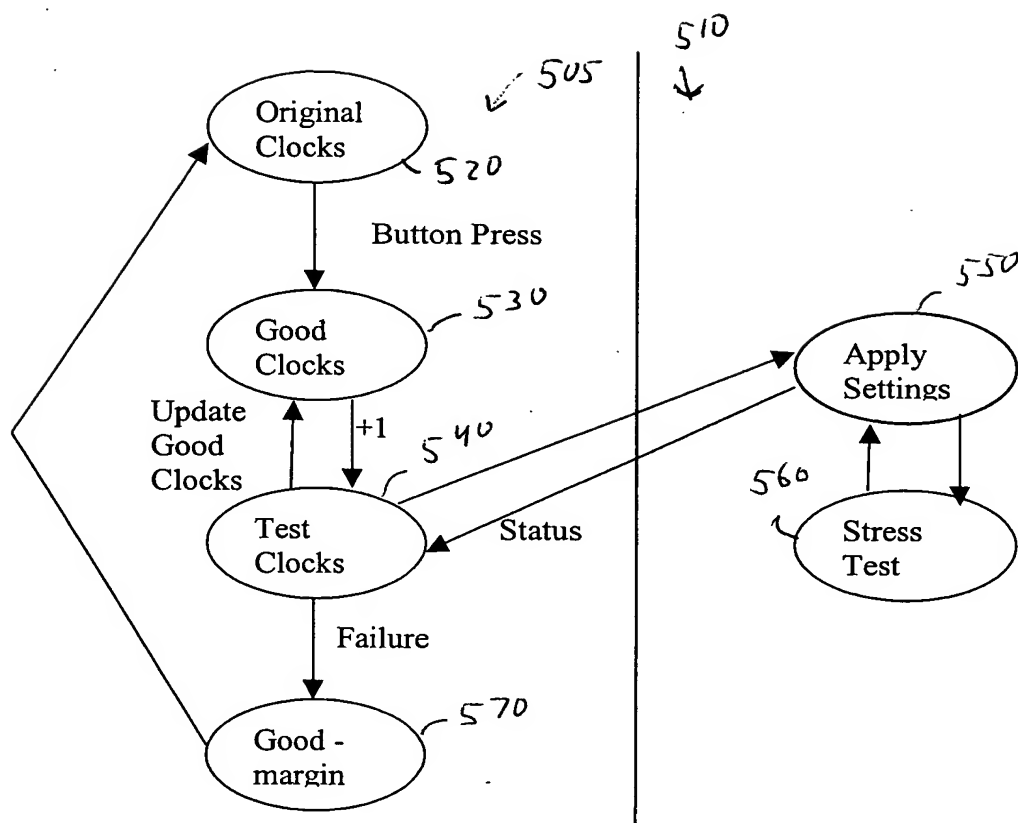 510
505
Original
Clocks
520
Button Press
550
530
Good
Clocks
Apply
Settings
Update
Good
Clocks
+1
540
560
Test
Clocks
Status
Stress
Test
Failure
570
Good -
margin